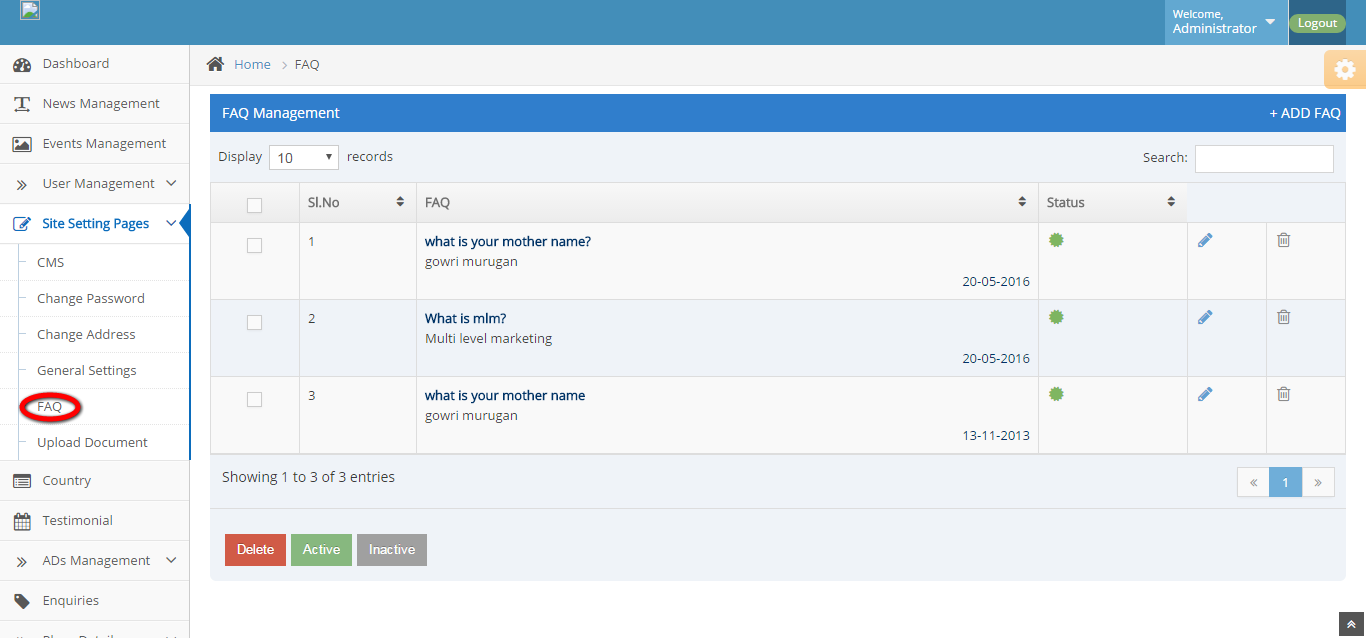 Welcome,
Administrator
Logout
Dashboard
News Management
Events Management
User Management
Site Setting Pages
CMS
Change Password
Change Address
General Settings
FAQ
Upload Document
Country
Testimonial
ADs Management
Enquiries
Home > FAQ
FAQ Management + ADD FAQ
Display 10 records Search:
Sl.No FAQ Status
1 what is your mother name?
gowri murugan
20-05-2016
2 What is mlm?
Multi level marketing
20-05-2016
3 what is your mother name
gowri murugan
13-11-2013
Showing 1 to 3 of 3 entries
« 1 »
Delete Active Inactive